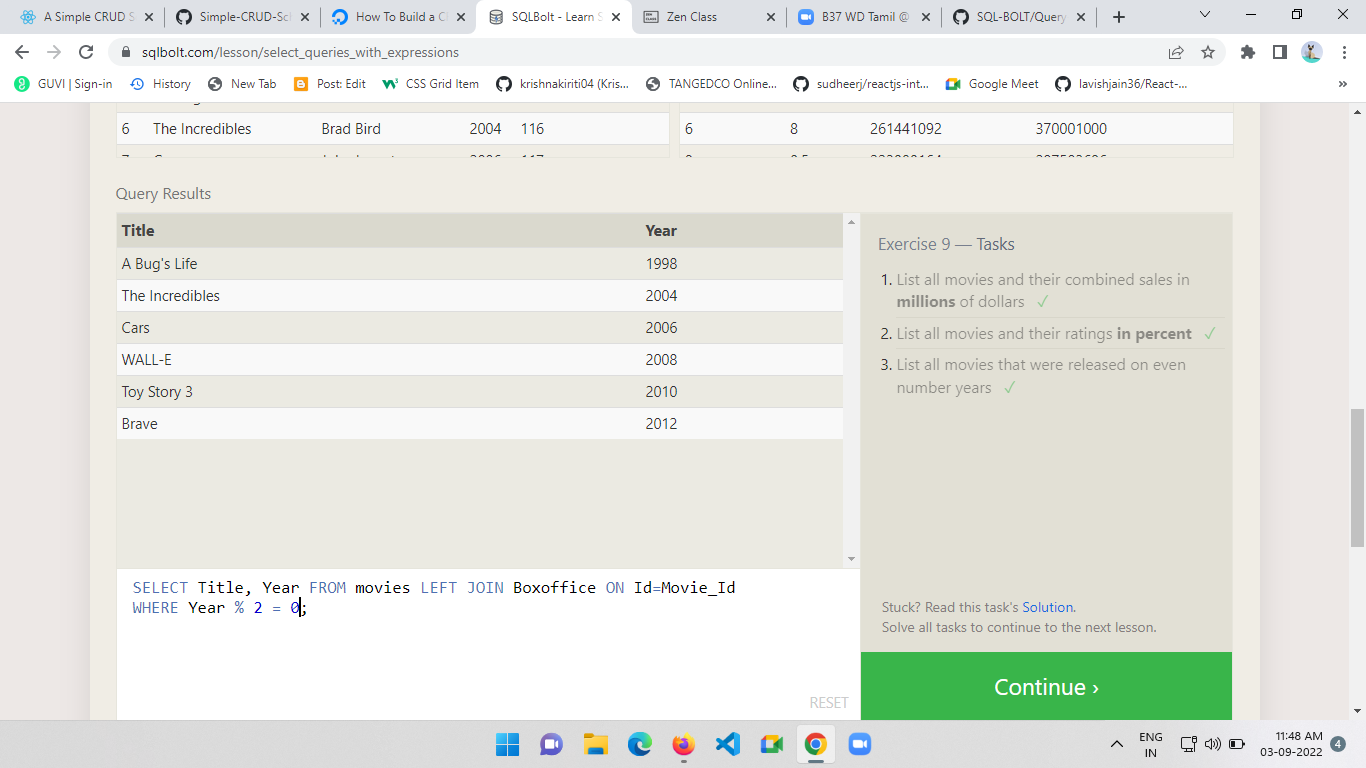 A Simple CRUD S
Simple-CRUD-Scl
How To Build a C
SQLBolt - Learn S
Zen Class
B37 WD Tamil @
SQL-BOLT/Query
sqlbolt.com/lesson/select_queries_with_expressions
GUVI | Sign-in
History
New Tab
Post: Edit
CSS Grid Item
krishnakiriti04 (Kris...
TANGEDCO Online...
sudheerj/reactjs-int...
Google Meet
lavishjain36/React-...
»
6 The Incredibles Brad Bird 2004 116
6 8 261441092 370001000
Query Results
Title Year
A Bug's Life 1998
The Incredibles 2004
Cars 2006
WALL-E 2008
Toy Story 3 2010
Brave 2012
Exercise 9 — Tasks
1. List all movies and their combined sales in
millions of dollars ✓
2. List all movies and their ratings in percent ✓
3. List all movies that were released on even
number years ✓
SELECT Title, Year FROM movies LEFT JOIN Boxoffice ON Id=Movie_Id
WHERE Year % 2 = 0;
RESET
Stuck? Read this task's Solution.
Solve all tasks to continue to the next lesson.
Continue ›
ENG
IN
11:48 AM
03-09-2022
4